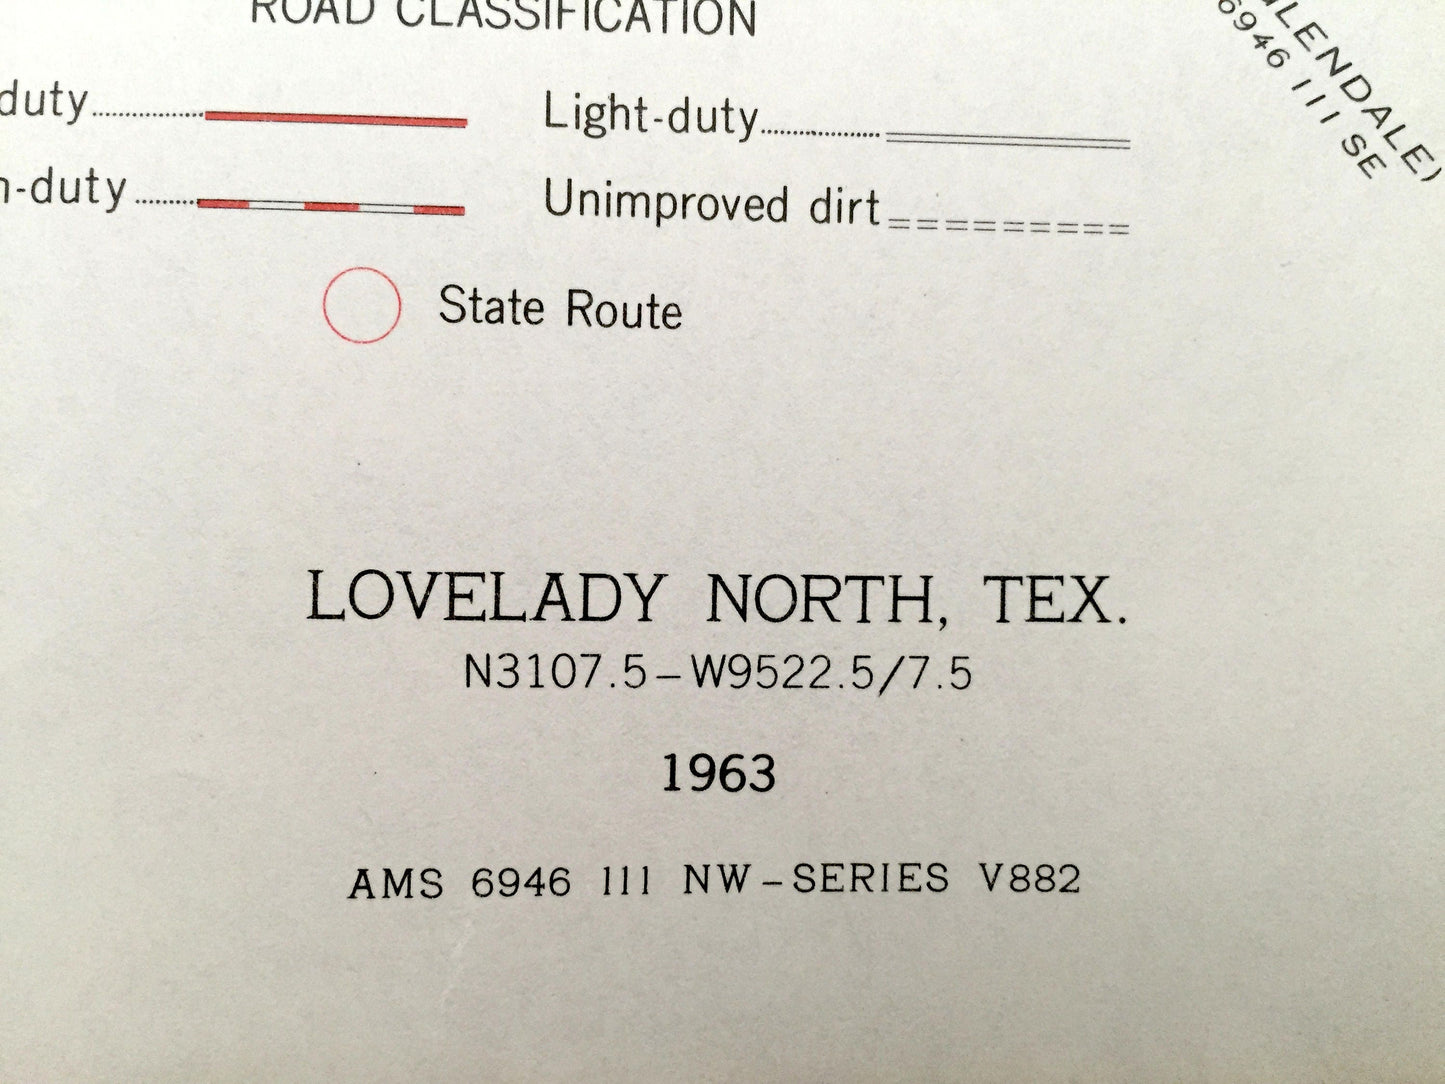 ROAD CLASSIFICATION
duty
Light-duty
-duty
Unimproved dirt
State Route
GLENDALE)
6946 III SE
LOVELADY NORTH, TEX.
N3107.5–W9522.5/7.5
1963
AMS 6946 III NW–SERIES V882